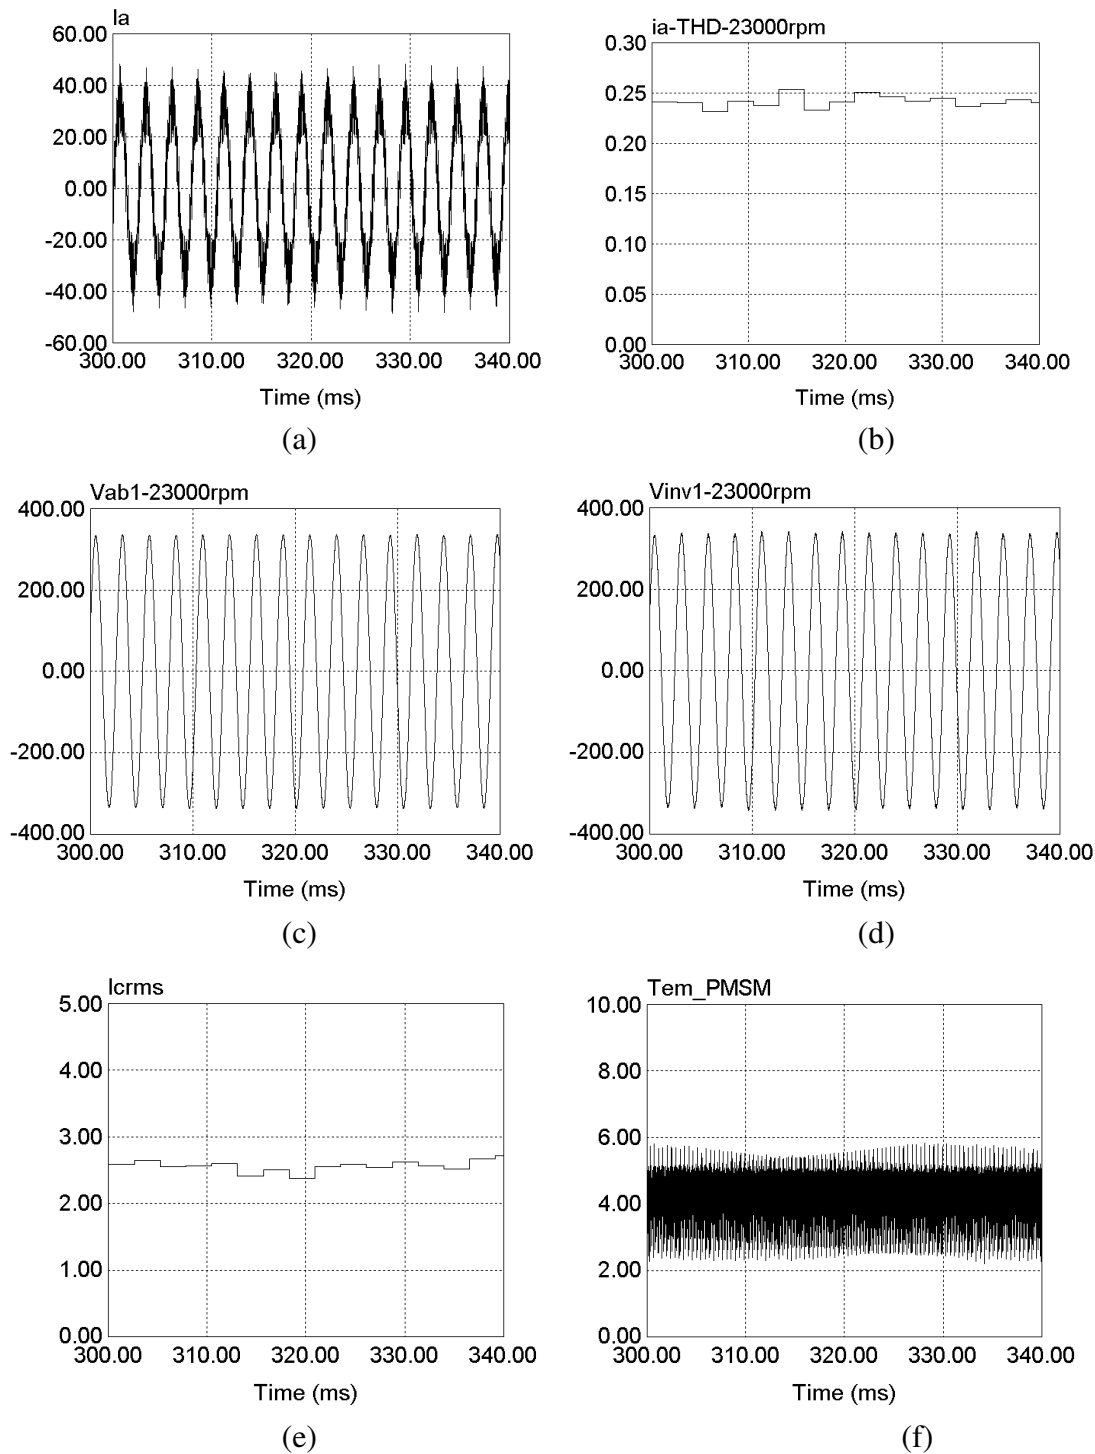 Ia
60.00
40.00
20.00
0.00
-20.00
-40.00
-60.00
300.00 310.00 320.00 330.00 340.00
Time (ms)
(a)
ia-THD-23000rpm
0.30
0.25
0.20
0.15
0.10
0.05
0.00
300.00 310.00 320.00 330.00 340.00
Time (ms)
(b)
Vab1-23000rpm
400.00
200.00
0.00
-200.00
-400.00
300.00 310.00 320.00 330.00 340.00
Time (ms)
(c)
Vinv1-23000rpm
400.00
200.00
0.00
-200.00
-400.00
300.00 310.00 320.00 330.00 340.00
Time (ms)
(d)
Icrms
5.00
4.00
3.00
2.00
1.00
0.00
300.00 310.00 320.00 330.00 340.00
Time (ms)
(e)
Tem_PMSM
10.00
8.00
6.00
4.00
2.00
0.00
300.00 310.00 320.00 330.00 340.00
Time (ms)
(f)